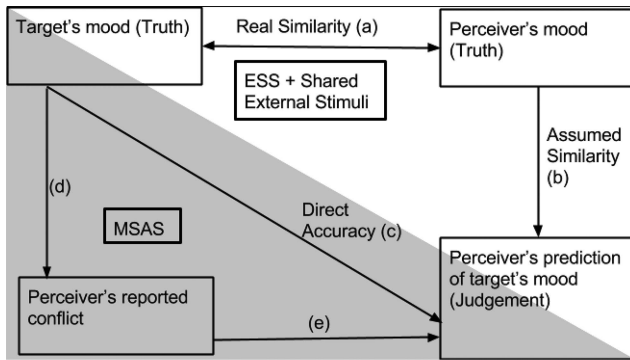 Target's mood (Truth)
Real Similarity (a)
Perceiver's mood
(Truth)
ESS + Shared
External Stimuli
Assumed
Similarity
(b)
(d)
Direct
Accuracy (c)
MSAS
Perceiver's prediction
of target's mood
(Judgement)
Perceiver's reported
conflict
(e)